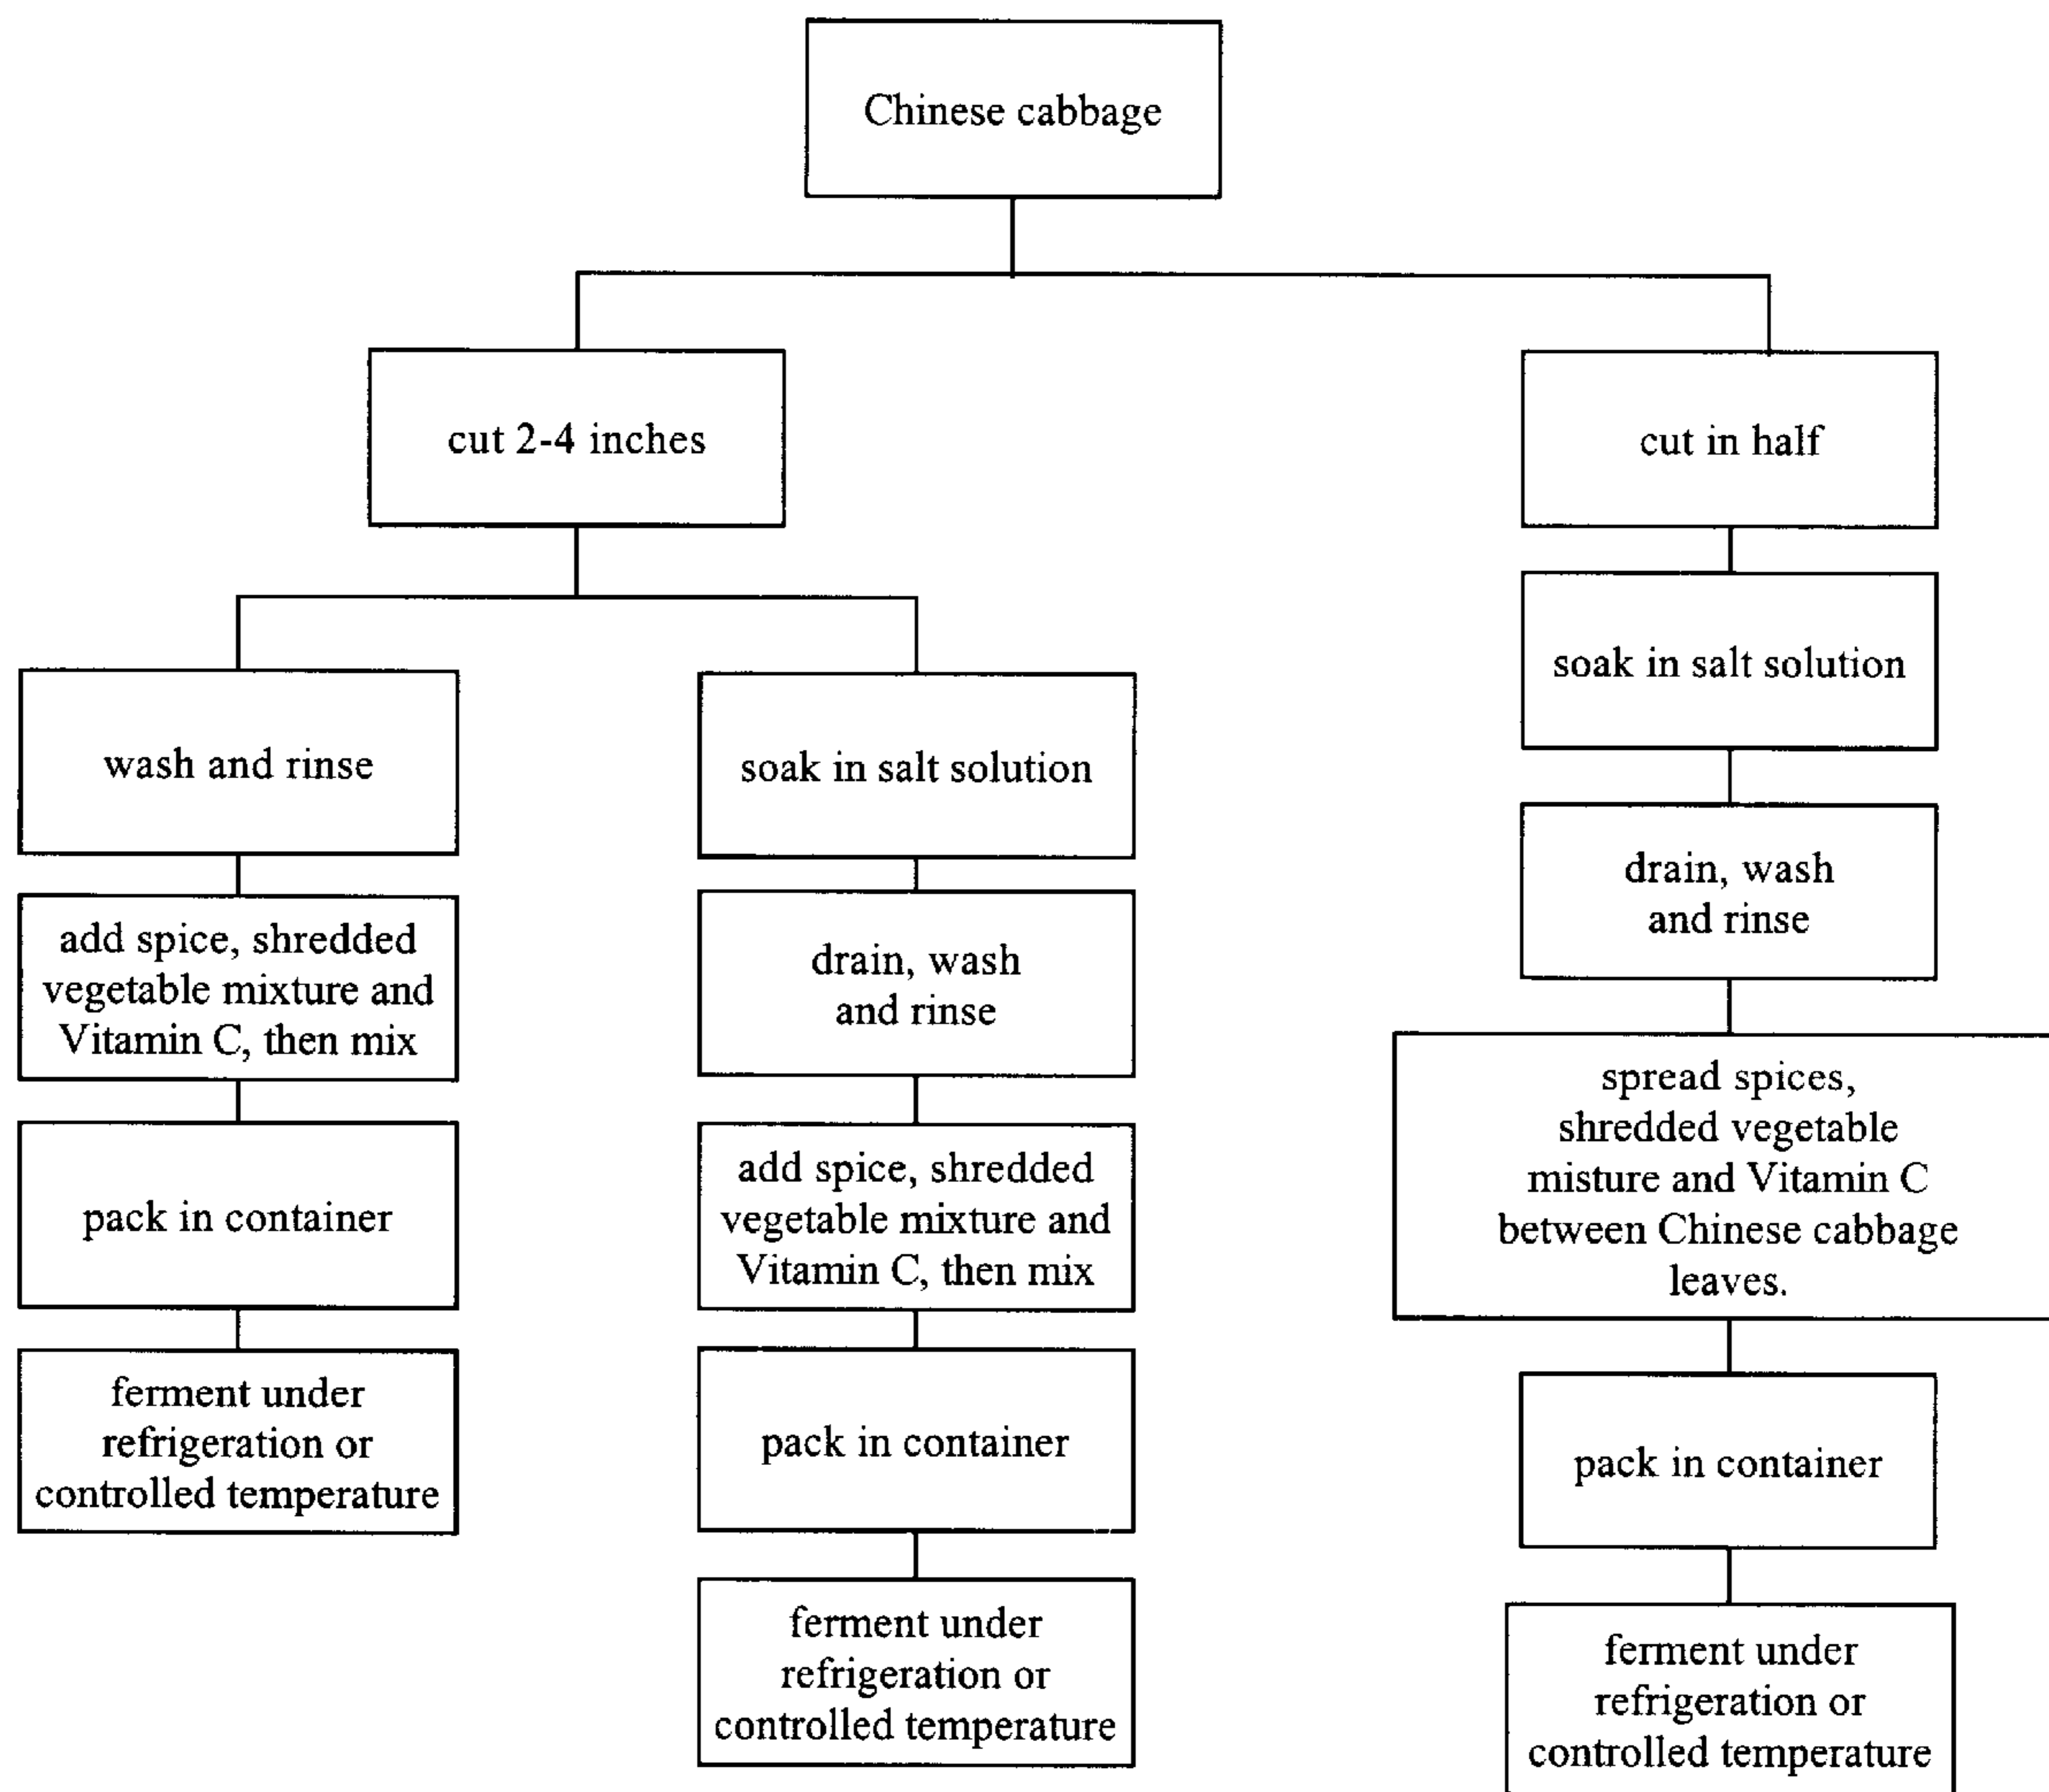 Chinese cabbage
cut 2-4 inches
cut in half
wash and rinse
add spice, shredded
vegetable mixture and
Vitamin C, then mix
pack in container
ferment under
refrigeration or
controlled temperature
soak in salt solution
drain, wash
and rinse
add spice, shredded
vegetable mixture and
Vitamin C, then mix
pack in container
ferment under
refrigeration or
controlled temperature
soak in salt solution
drain, wash
and rinse
spread spices,
shredded vegetable
misture and Vitamin C
between Chinese cabbage
leaves.
pack in container
ferment under
refrigeration or
controlled temperature